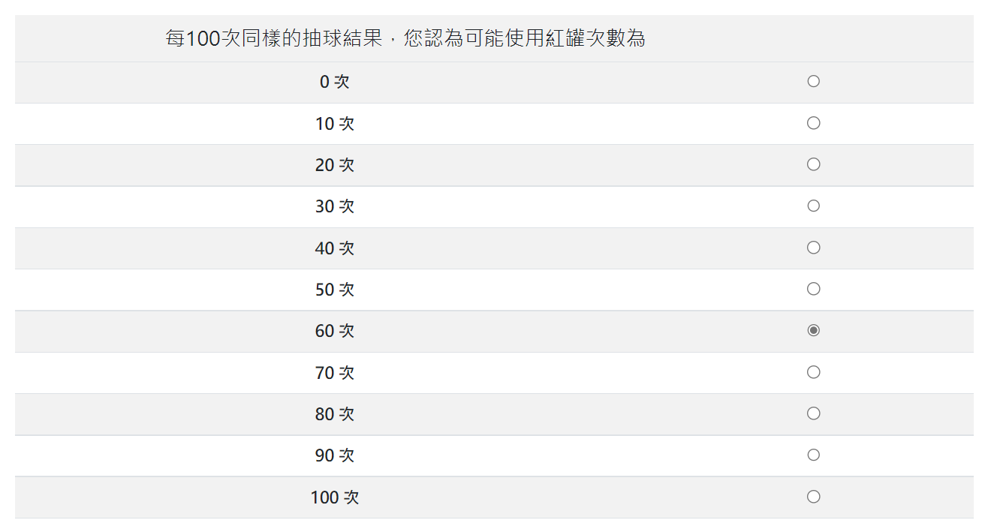 每100次同樣的抽球結果，您認為可能使用紅罐次數為
0 次
10 次
20 次
30 次
40 次
50 次
60 次
70 次
80 次
90 次
100 次